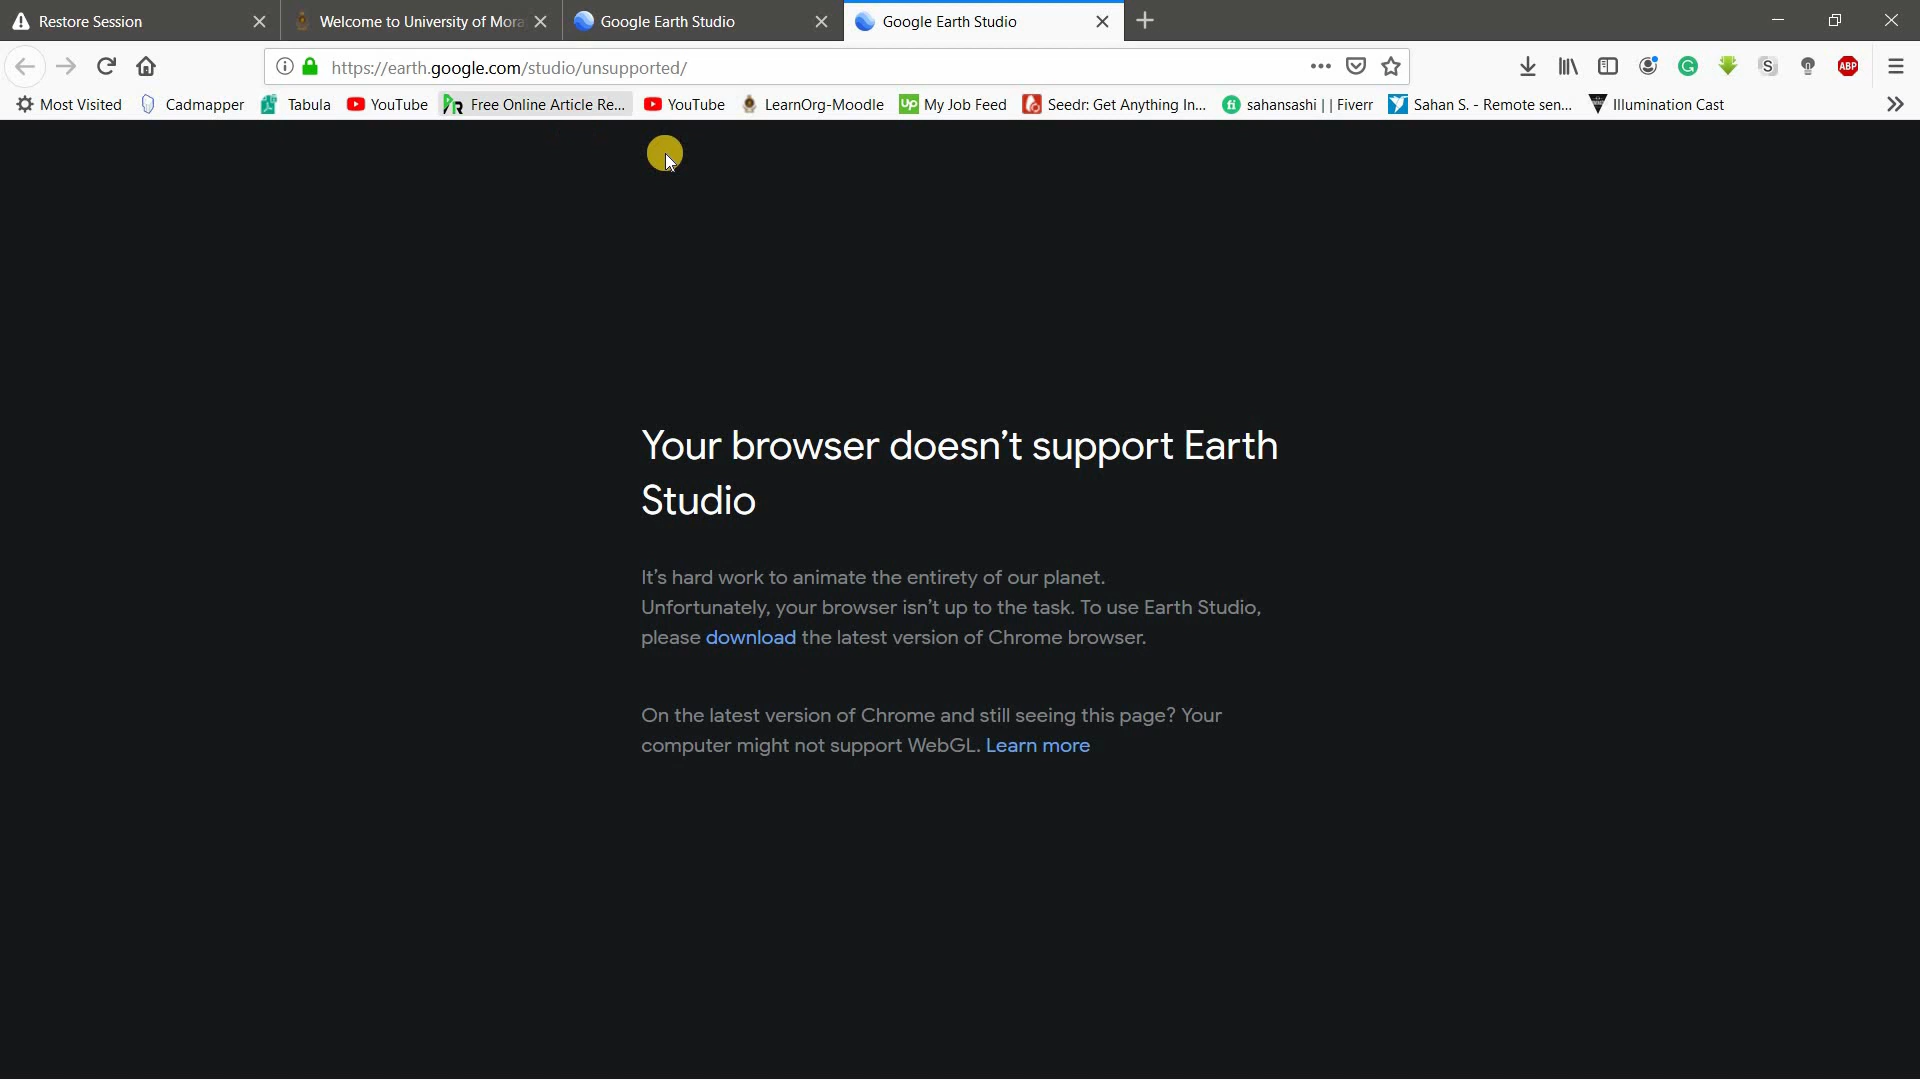 Restore Session
Welcome to University of Mora
Google Earth Studio
Google Earth Studio
https://earth.google.com/studio/unsupported/
S
ABP
Most Visited
Cadmapper
Tabula
YouTube
Free Online Article Re...
YouTube
LearnOrg-Moodle
Up My Job Feed
Seedr: Get Anything In...
fi sahansashi || Fiverr
Sahan S. - Remote sen...
Illumination Cast
Your browser doesn't support Earth
Studio
It's hard work to animate the entirety of our planet.
Unfortunately, your browser isn't up to the task. To use Earth Studio,
please download the latest version of Chrome browser.
On the latest version of Chrome and still seeing this page? Your
computer might not support WebGL. Learn more